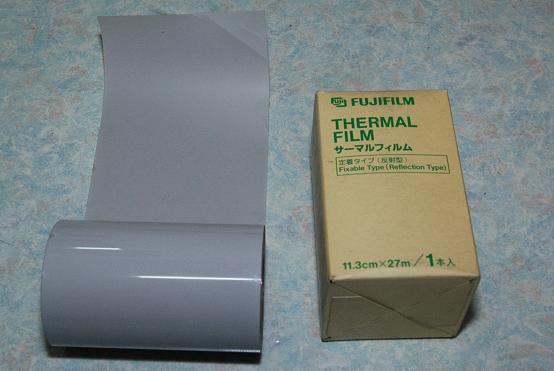 FUJI FUJIFILM
THERMAL
FILM
サーマルフィルム
定着タイプ(反射型)
Fixable Type (Reflection Type)
11.3cm×27m/1本入